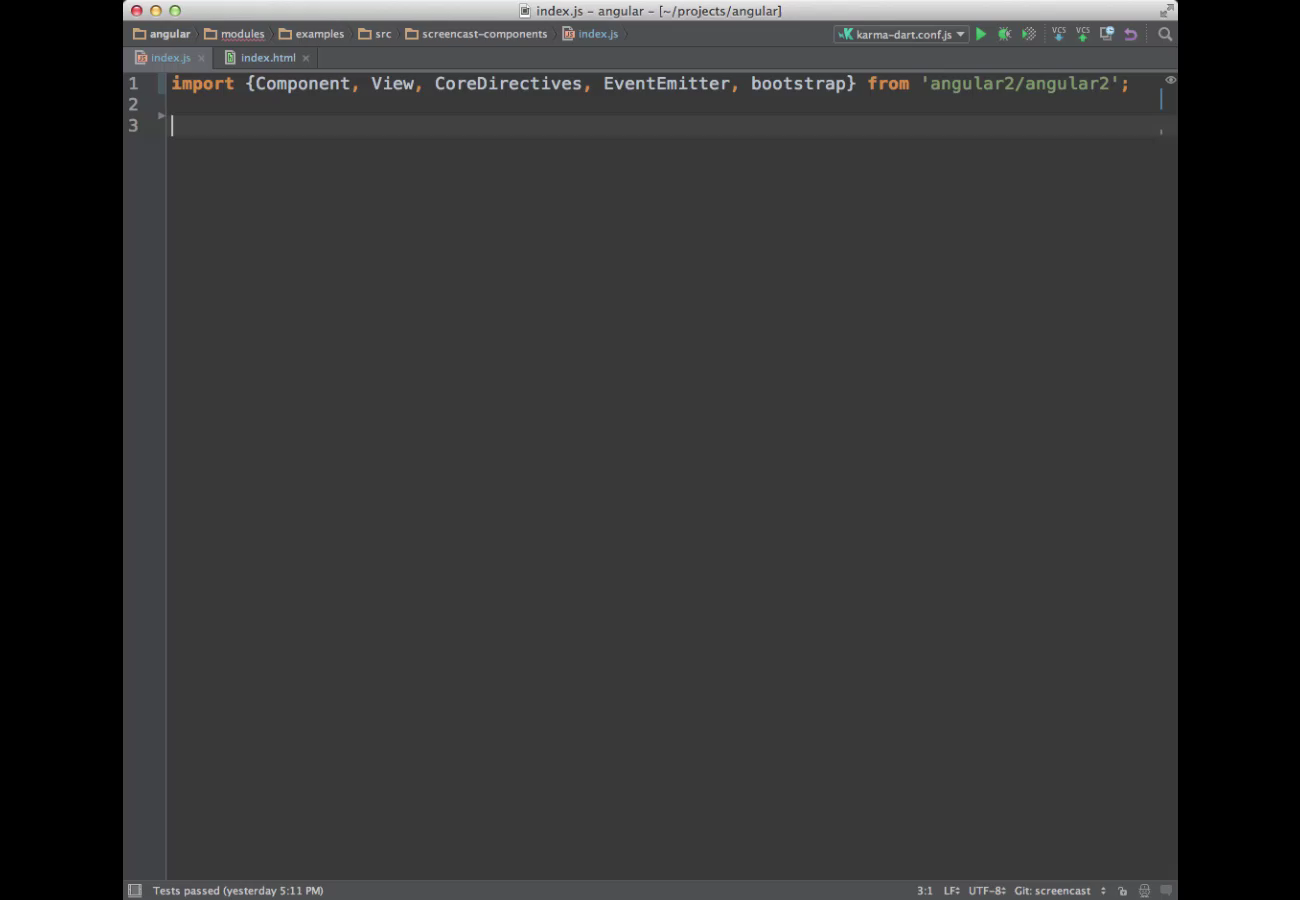 index.js – angular – [~/projects/angular]
angular modules examples src screencast-components index.js karma-dart.conf.js VCS VCS
index.js index.html
1 import {Component, View, CoreDirectives, EventEmitter, bootstrap} from 'angular2/angular2';
2
3
Tests passed (yesterday 5:11 PM) 3:1 LF÷ UTF-8÷ Git: screencast ÷